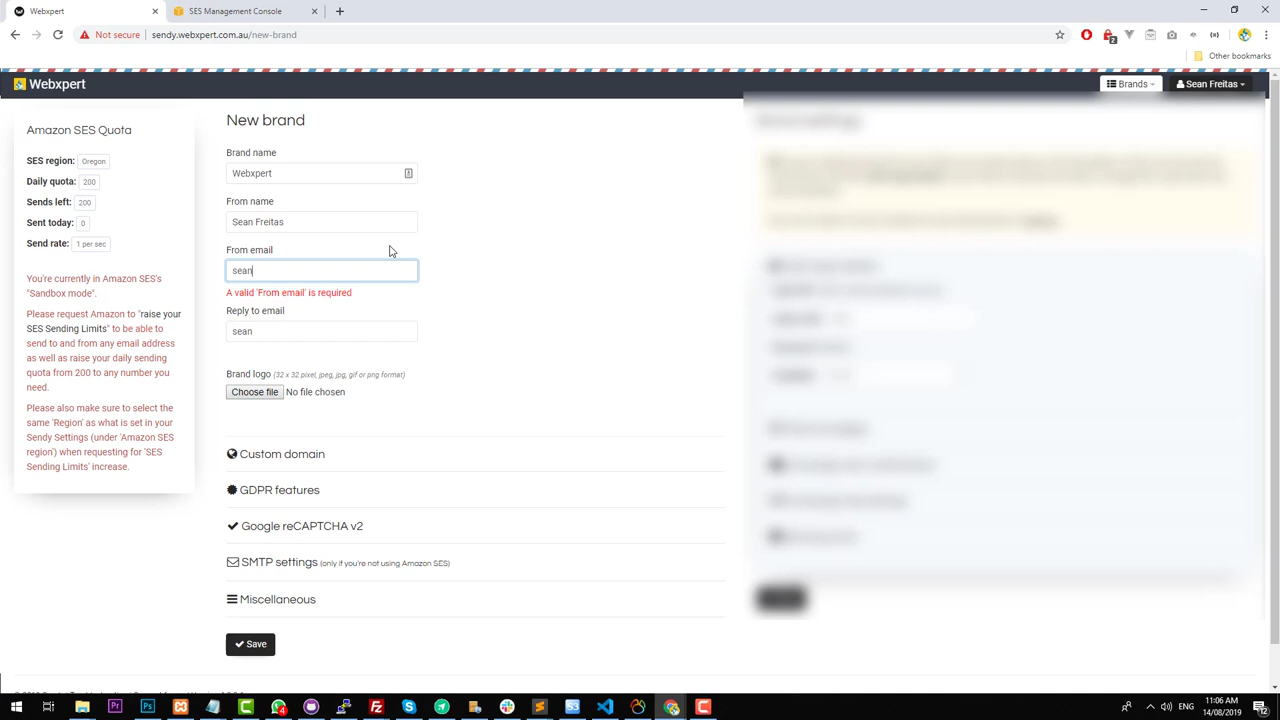 Webxpert
SES Management Console
Not secure
sendy.webxpert.com.au/new-brand
2
Other bookmarks
Webxpert
Brands
Sean Freitas
Amazon SES Quota
SES region: Oregon
Daily quota: 200
Sends left: 200
Sent today: 0
Send rate: 1 per sec
You're currently in Amazon SES's
"Sandbox mode".
Please request Amazon to "raise your
SES Sending Limits" to be able to
send to and from any email address
as well as raise your daily sending
quota from 200 to any number you
need.
Please also make sure to select the
same 'Region' as what is set in your
Sendy Settings (under 'Amazon SES
region') when requesting for 'SES
Sending Limits' increase.
New brand
Brand name
Webxpert
From name
Sean Freitas
From email
sean
A valid 'From email' is required
Reply to email
sean
Brand logo (32 x 32 pixel, jpeg, jpg, gif or png format)
Choose file No file chosen
Custom domain
GDPR features
Google reCAPTCHA v2
SMTP settings (only if you're not using Amazon SES)
Miscellaneous
Save
4
ENG
11:06 AM
14/08/2019
12